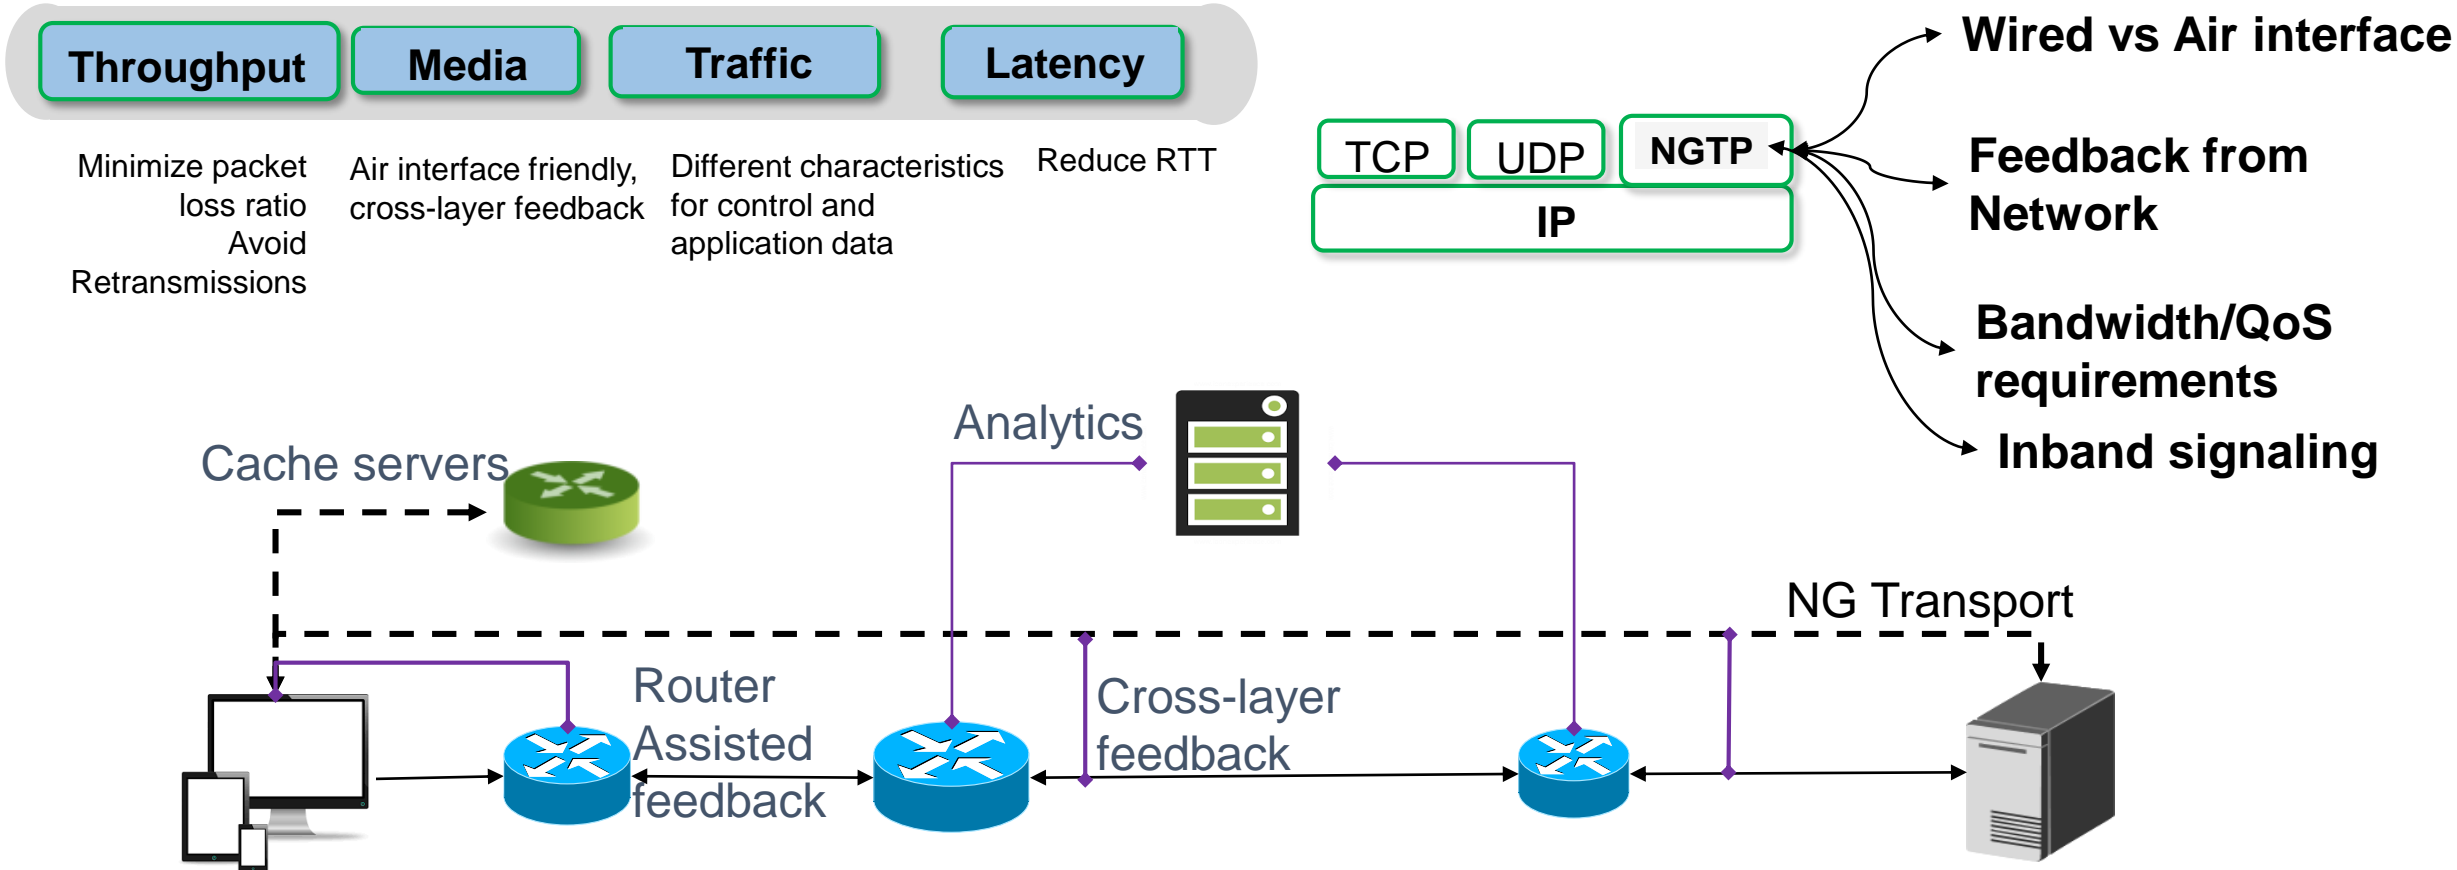 Throughput
Media
Traffic
Latency
Minimize packet
loss ratio
Avoid
Retransmissions
Air interface friendly,
cross-layer feedback
Different characteristics
for control and
application data
Reduce RTT
TCP
UDP
NGTP
IP
Wired vs Air interface
Feedback from
Network
Bandwidth/QoS
requirements
Inband signaling
Analytics
Cache servers
NG Transport
Router
Assisted
feedback
Cross-layer
feedback